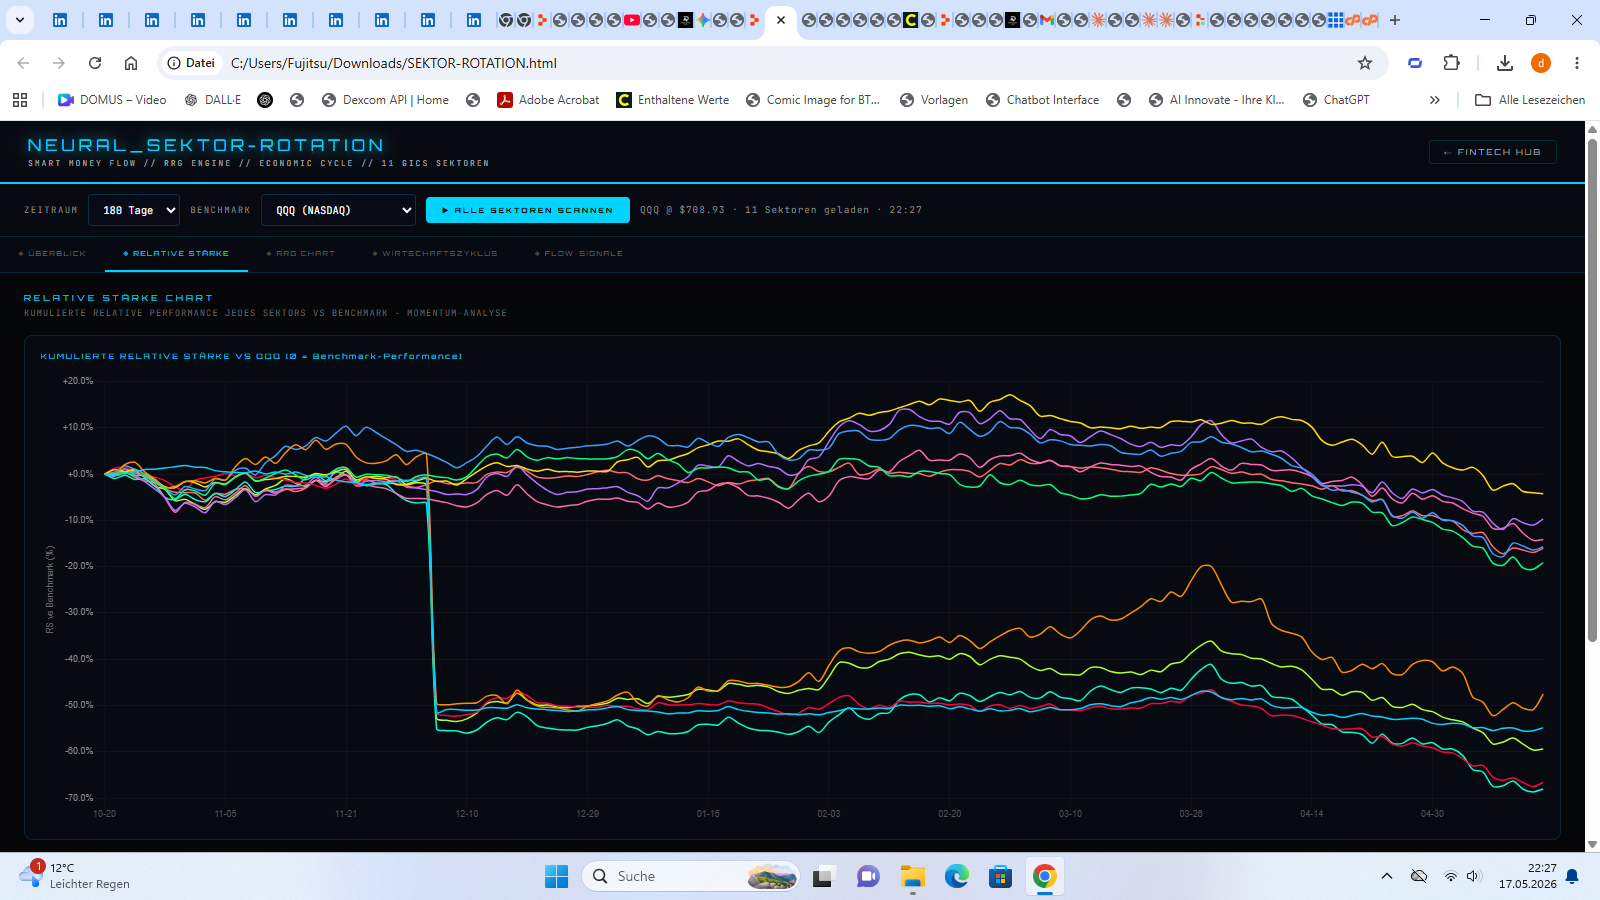 Datei
C:/Users/Fujitsu/Downloads/SEKTOR-ROTATION.html
DOMUS – Video
DALL·E
Dexcom API | Home
Adobe Acrobat
Enthaltene Werte
Comic Image for BT...
Vorlagen
Chatbot Interface
AI Innovate - Ihre KI...
ChatGPT
Alle Lesezeichen
NEURAL_SEKTOR-ROTATION
SMART MONEY FLOW // RRG ENGINE // ECONOMIC CYCLE // 11 GICS SEKTOREN
← FINTECH HUB
ZEITRAUM
180 Tage
BENCHMARK
QQQ (NASDAQ)
▶ ALLE SEKTOREN SCANNEN
QQQ @ $708.93 · 11 Sektoren geladen · 22:27
ÜBERBLICK
RELATIVE STÄRKE
RRG CHART
WIRTSCHAFTSZYKLUS
FLOW-SIGNALE
RELATIVE STÄRKE CHART
KUMULIERTE RELATIVE PERFORMANCE JEDES SEKTORS VS BENCHMARK - MOMENTUM-ANALYSE
KUMULIERTE RELATIVE STÄRKE VS QQQ (0 = Benchmark-Performance)
+20.0%
+10.0%
+0.0%
-10.0%
-20.0%
-30.0%
-40.0%
-50.0%
-60.0%
-70.0%
RS vs Benchmark (%)
10-20
11-05
11-21
12-10
12-29
01-15
02-03
02-20
03-10
03-26
04-14
04-30
1
12°C
Leichter Regen
Suche
22:27
17.05.2026